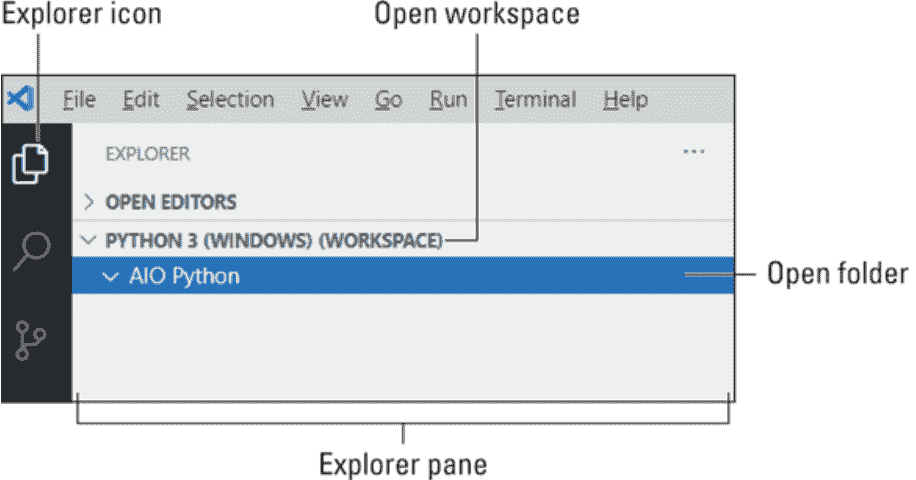 Explorer icon
Open workspace
File Edit Selection View Go Run Terminal Help
EXPLORER ...
OPEN EDITORS
PYTHON 3 (WINDOWS) (WORKSPACE)
AIO Python
Open folder
Explorer pane